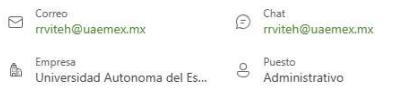 Correo
rrviteh@uaemex.mx
Chat
rrviteh@uaemex.mx
Empresa
Universidad Autonoma del Es...
Puesto
Administrativo